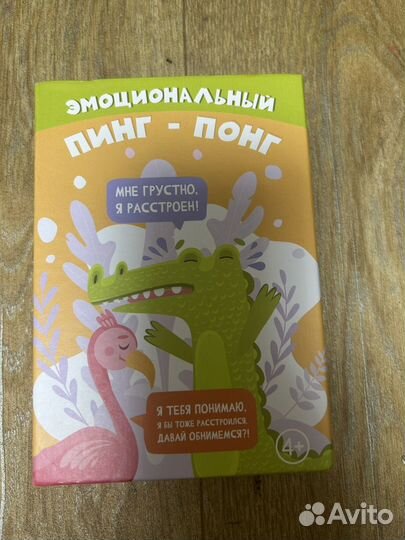 ЭМОЦИОНАЛЬНЫЙ
ПИНГ - ПОНГ
МНЕ ГРУСТНО,
Я РАССТРОЕН!
Я ТЕБЯ ПОНИМАЮ,
Я БЫ ТОЖЕ РАССТРОИЛСЯ.
ДАВАЙ ОБНИМЕМСЯ?!
4+
Avito